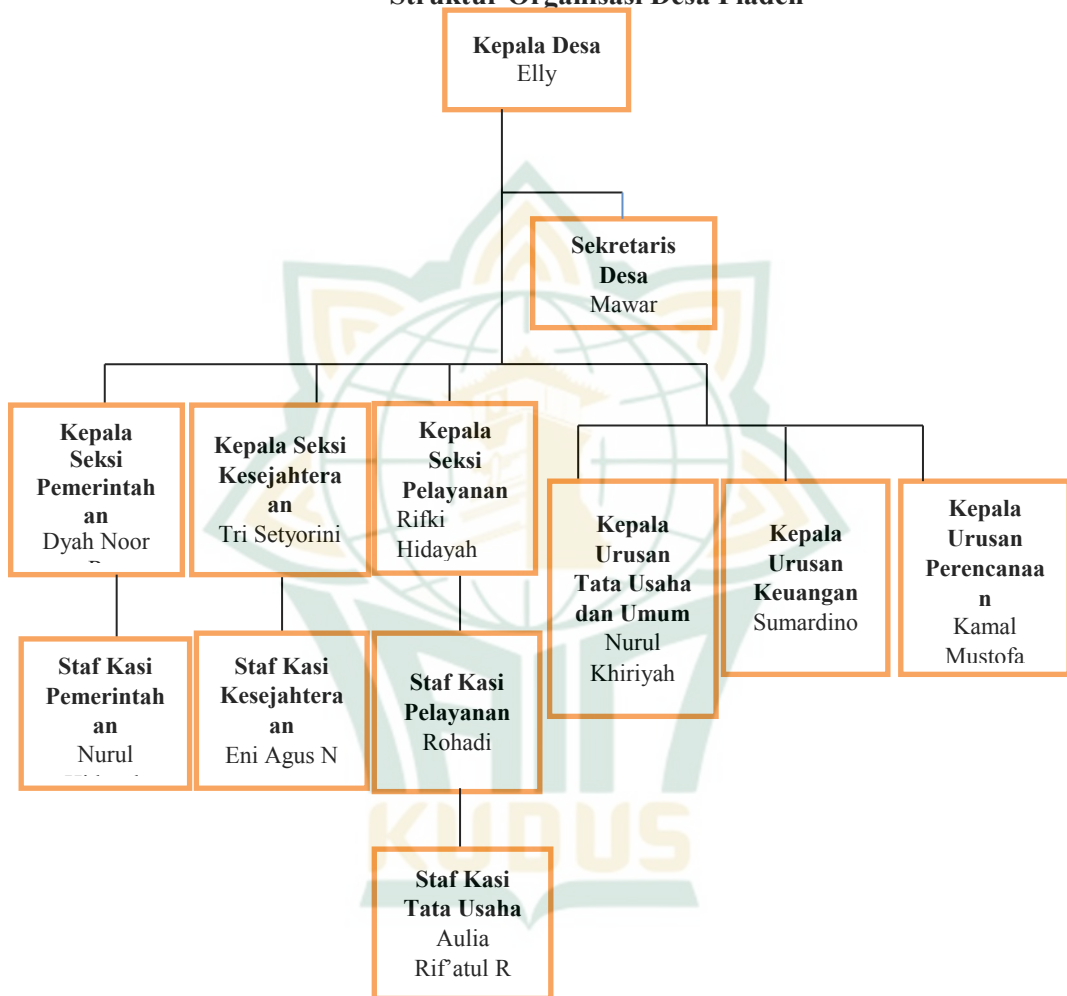 Struktur Organisasi Desa Pladen
Kepala Desa
Elly
Sekretaris
Desa
Mawar
Kepala
Seksi
Pemerintah
an
Dyah Noor
Kepala Seksi
Kesejahtera
an
Tri Setyorini
Kepala
Seksi
Pelayanan
Rifki
Hidayah
Kepala
Urusan
Tata Usaha
dan Umum
Nurul
Khiriyah
Kepala
Urusan
Keuangan
Sumardino
Kepala
Urusan
Perencanaa
n
Kamal
Mustofa
Staf Kasi
Pemerintah
an
Nurul
Staf Kasi
Kesejahtera
an
Eni Agus N
Staf Kasi
Pelayanan
Rohadi
Staf Kasi
Tata Usaha
Aulia
Rif’atul R
KUDUS